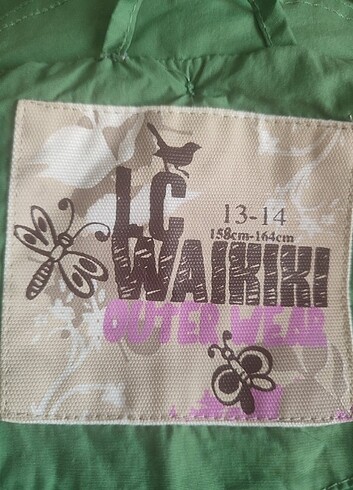 LC
13-14
158cm-164cm
WAIKIKI
OUTER WEAR